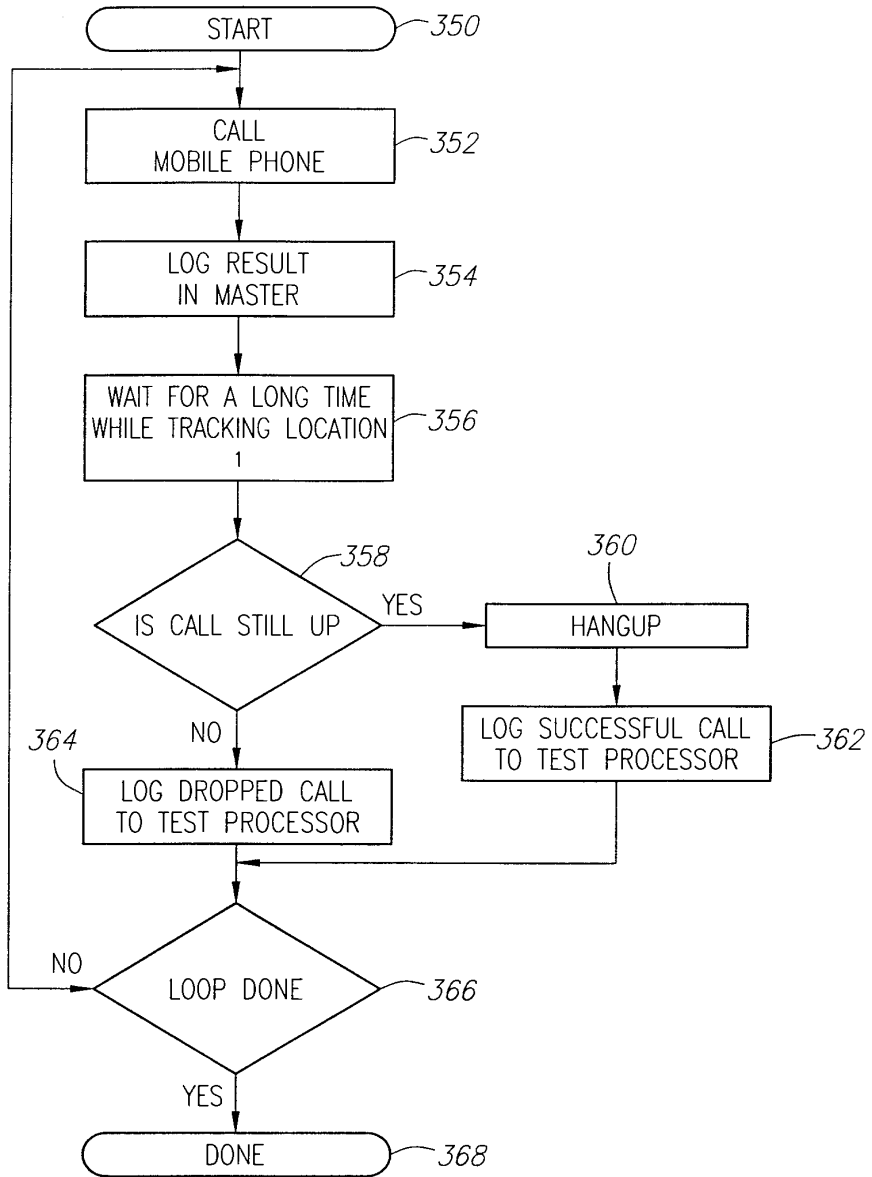 START
350
CALL
MOBILE PHONE
352
LOG RESULT
IN MASTER
354
WAIT FOR A LONG TIME
WHILE TRACKING LOCATION
1
356
358
IS CALL STILL UP
YES
360
HANGUP
NO
LOG SUCCESSFUL CALL
TO TEST PROCESSOR
362
364
LOG DROPPED CALL
TO TEST PROCESSOR
NO
LOOP DONE
366
YES
DONE
368